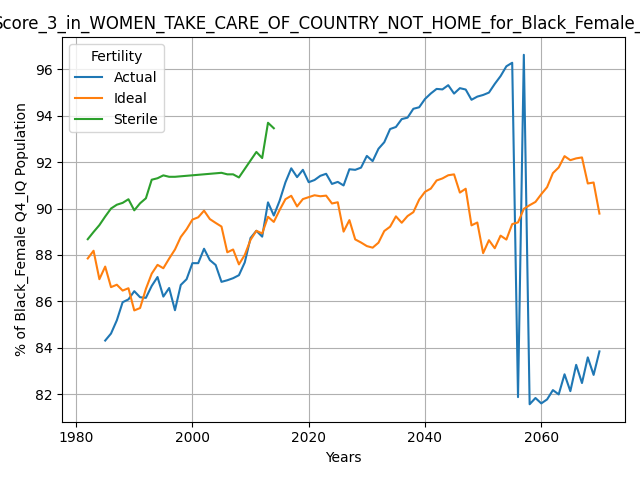 Score_3_in_WOMEN_TAKE_CARE_OF_COUNTRY_NOT_HOME_for_Black_Female_
Fertility
Actual
Ideal
Sterile
% of Black_Female Q4_IQ Population
96
94
92
90
88
86
84
82
1980
2000
2020
2040
2060
Years